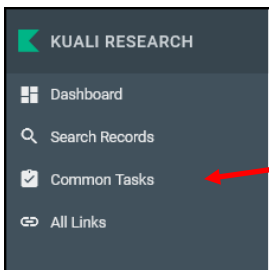 KUALI RESEARCH
Dashboard
Search Records
Common Tasks
All Links